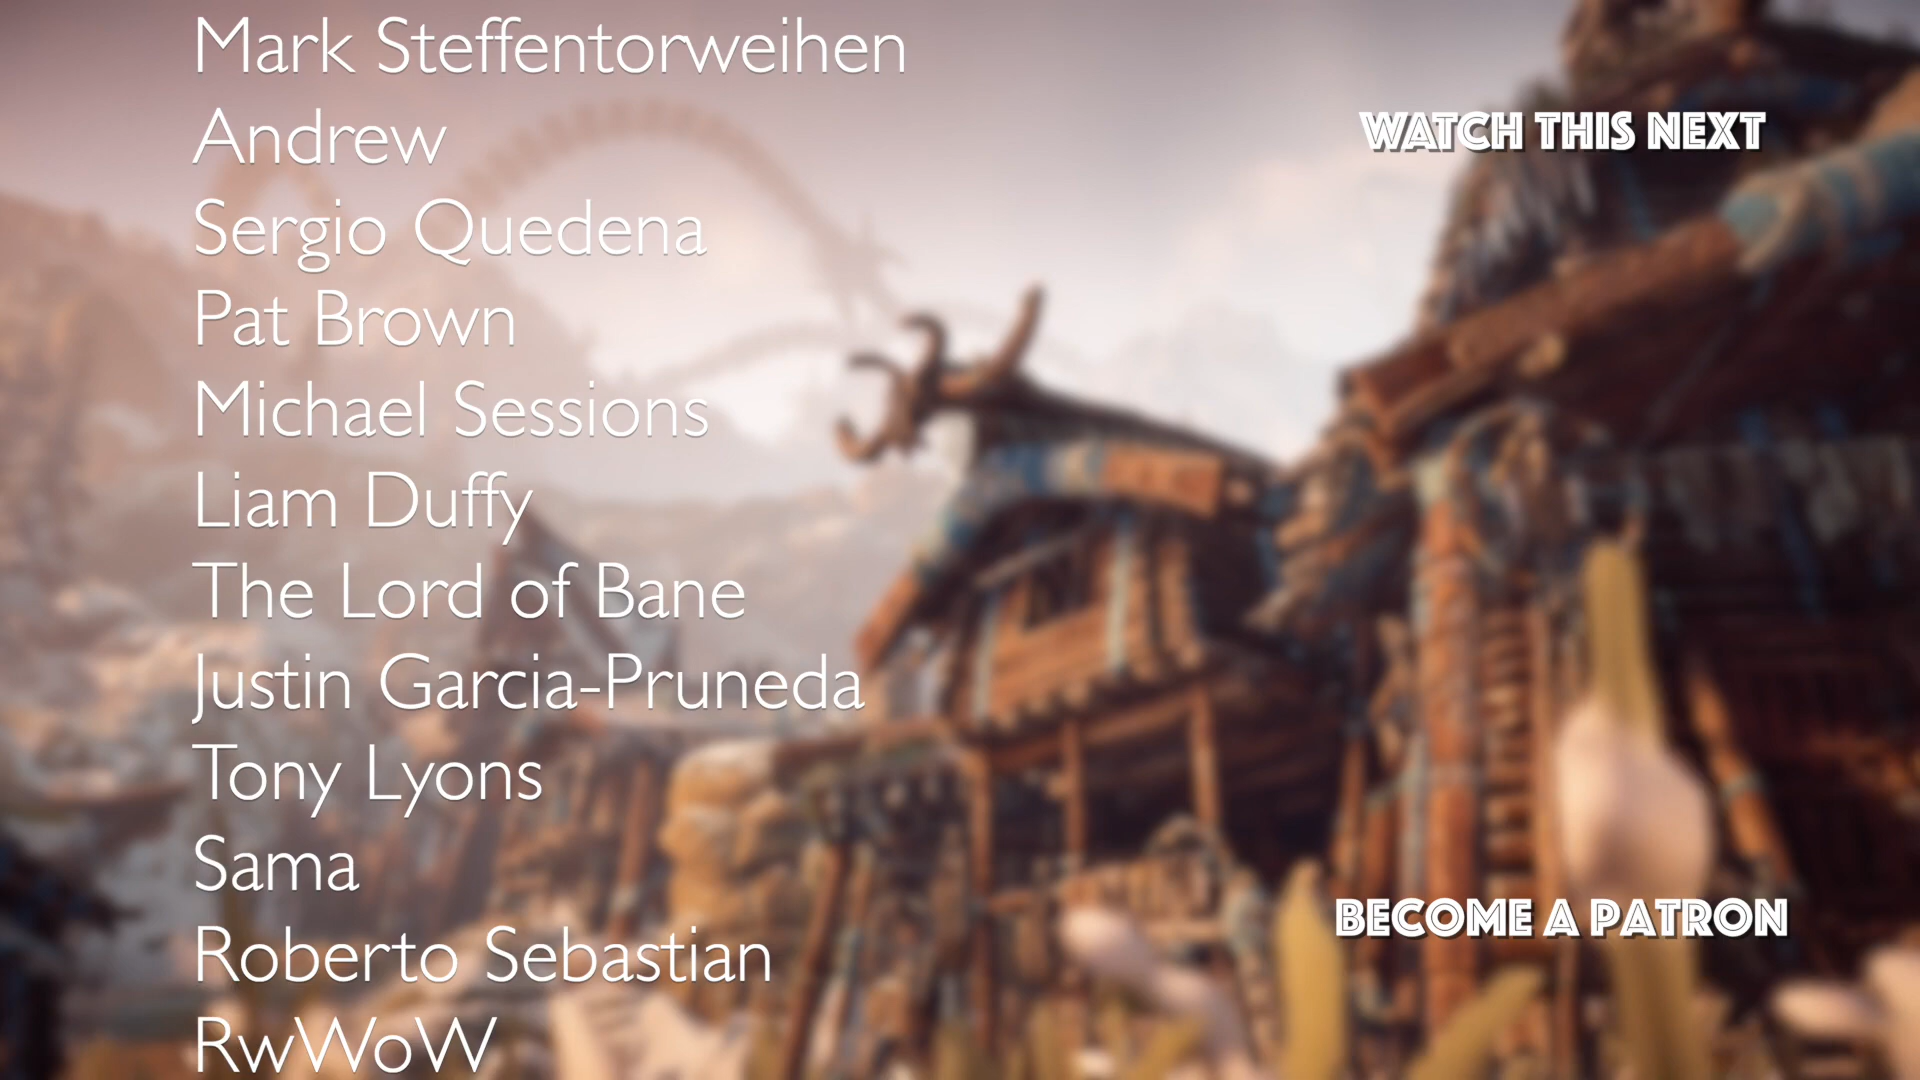 Mark Steffentorweihen
Andrew
Sergio Quedena
Pat Brown
Michael Sessions
Liam Duffy
The Lord of Bane
Justin Garcia-Pruneda
Tony Lyons
Sama
Roberto Sebastian
RwWoW
WATCH THIS NEXT
BECOME A PATRON